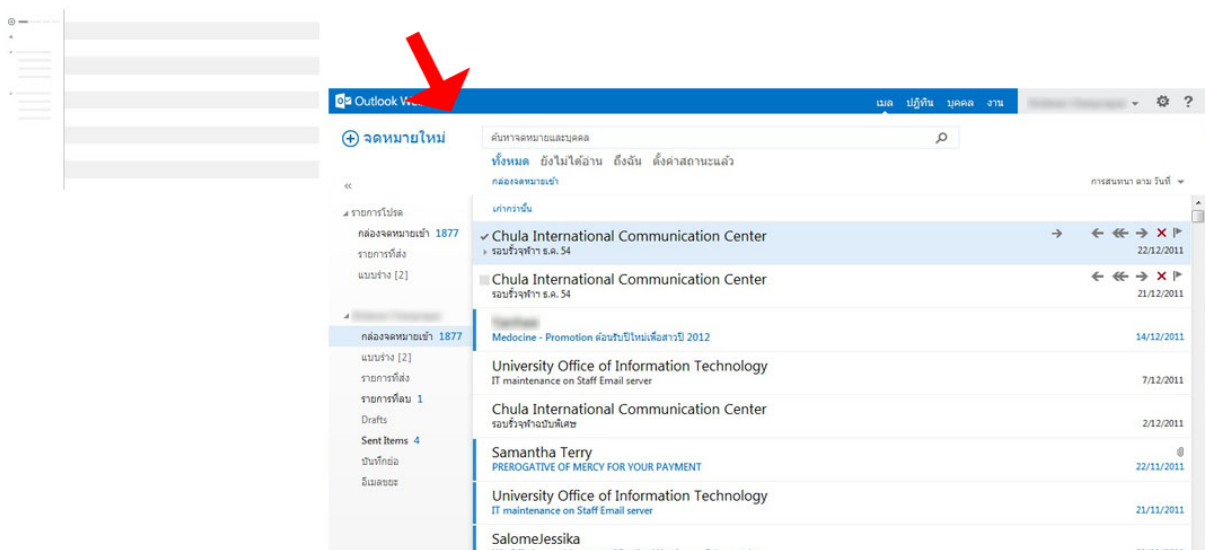 Outlook W
เมล ปฏิทิน บุคคล งาน
?
จดหมายใหม่
ค้นหาจดหมายและบุคคล
ทั้งหมด ยังไม่ได้อ่าน ถึงฉัน ตั้งค่าสถานะแล้ว
กล่องจดหมายเข้า
การสนทนา ตาม วันที่
«
รายการโปรด
กล่องจดหมายเข้า 1877
รายการที่ส่ง
แบบร่าง [2]
กล่องจดหมายเข้า 1877
แบบร่าง [2]
รายการที่ส่ง
รายการที่ลบ 1
Drafts
Sent Items 4
บันทึกย่อ
อีเมลขยะ
เก่ากว่านั้น
Chula International Communication Center
รอบรั้วจุฬาฯ ธ.ค. 54
22/12/2011
Chula International Communication Center
รอบรั้วจุฬาฯ ธ.ค. 54
21/12/2011
Medocine - Promotion ต้อนรับปีใหม่เพื่อสาวปี 2012
14/12/2011
University Office of Information Technology
IT maintenance on Staff Email server
7/12/2011
Chula International Communication Center
รอบรั้วจุฬาฉบับพิเศษ
2/12/2011
Samantha Terry
PREROGATIVE OF MERCY FOR YOUR PAYMENT
22/11/2011
University Office of Information Technology
IT maintenance on Staff Email server
21/11/2011
SalomeJessika